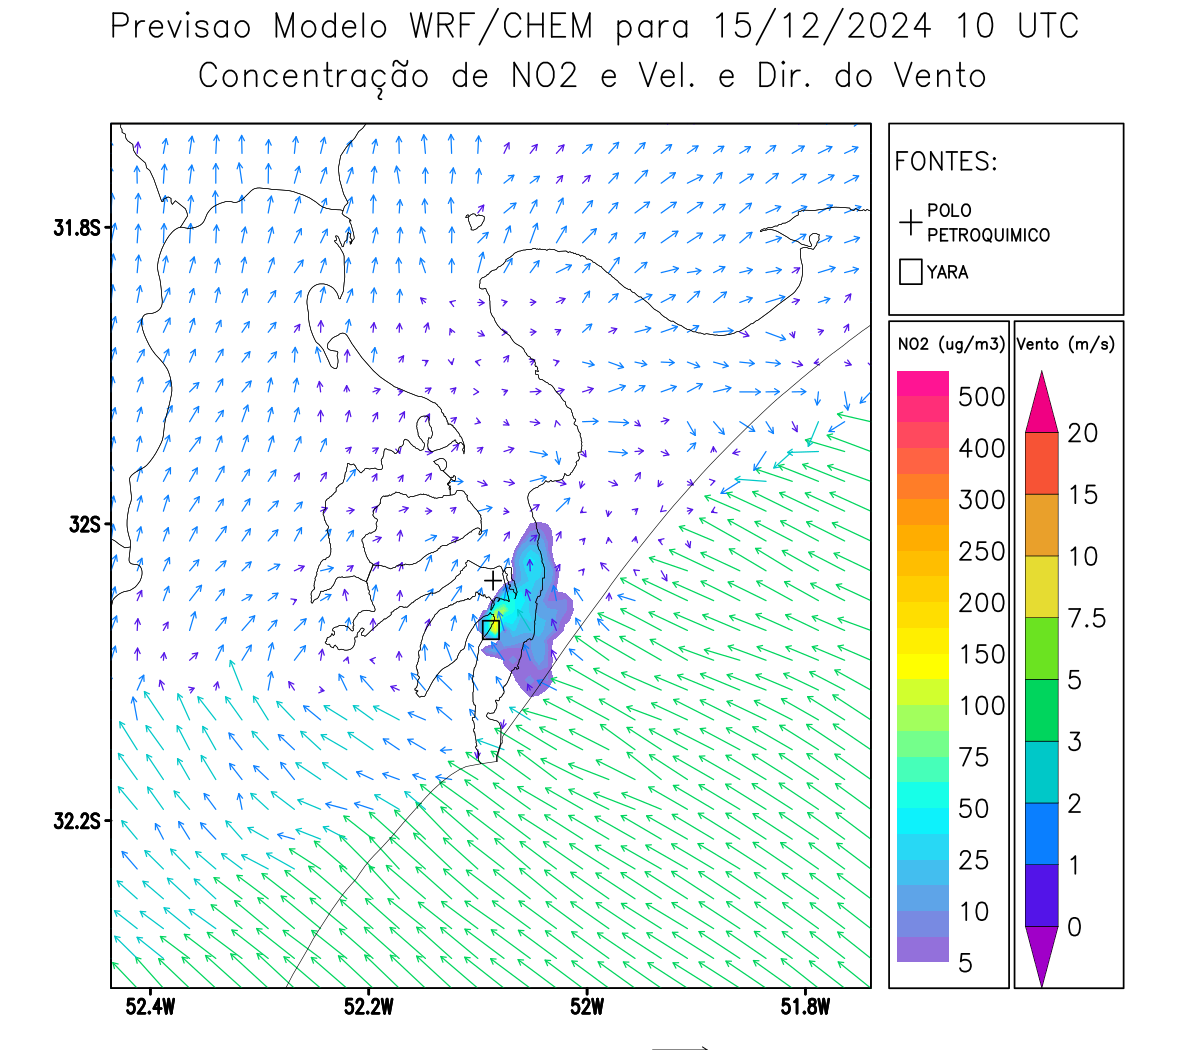 Previsao Modelo WRF/CHEM para 15/12/2024 10 UTC
Concentração de NO2 e Vel. e Dir. do Vento
FONTES:
POLO
PETROQUIMICO
YARA
NO2 (ug/m3)
500
400
300
250
200
150
100
75
50
25
10
5
Vento (m/s)
20
15
10
7.5
5
3
2
1
0
31.8S
32S
32.2S
52.4W
52.2W
52W
51.8W